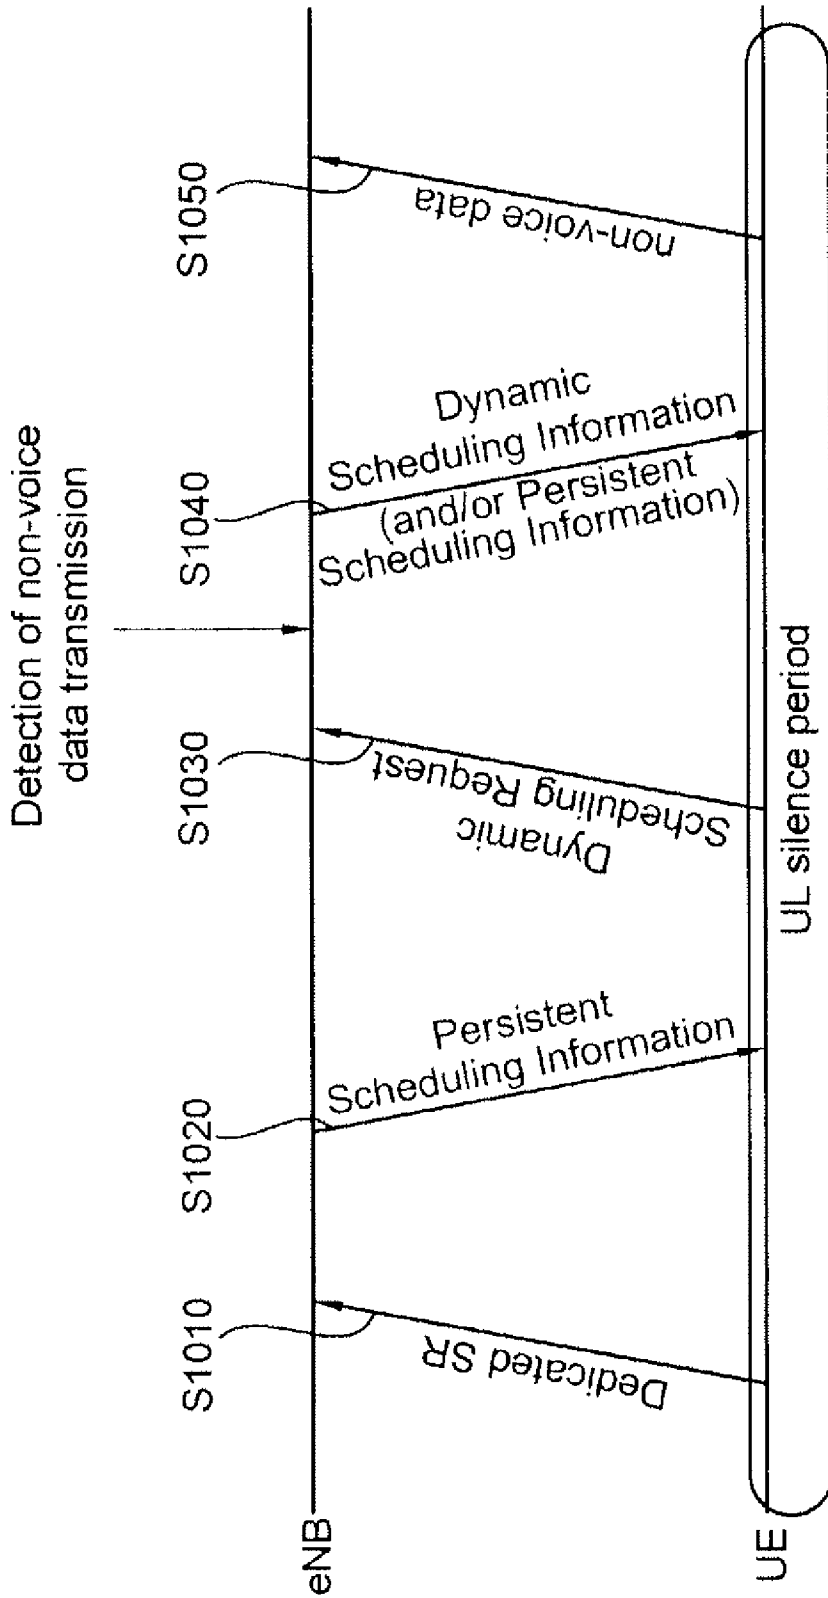 Detection of non-voice
data transmission
S1010
S1020
S1030
S1040
S1050
eNB
Dedicated SR
Persistent
Scheduling Information
Dynamic
Scheduling Request
Dynamic
Scheduling Information
(and/or Persistent
Scheduling Information)
non-voice data
UE
UL silence period